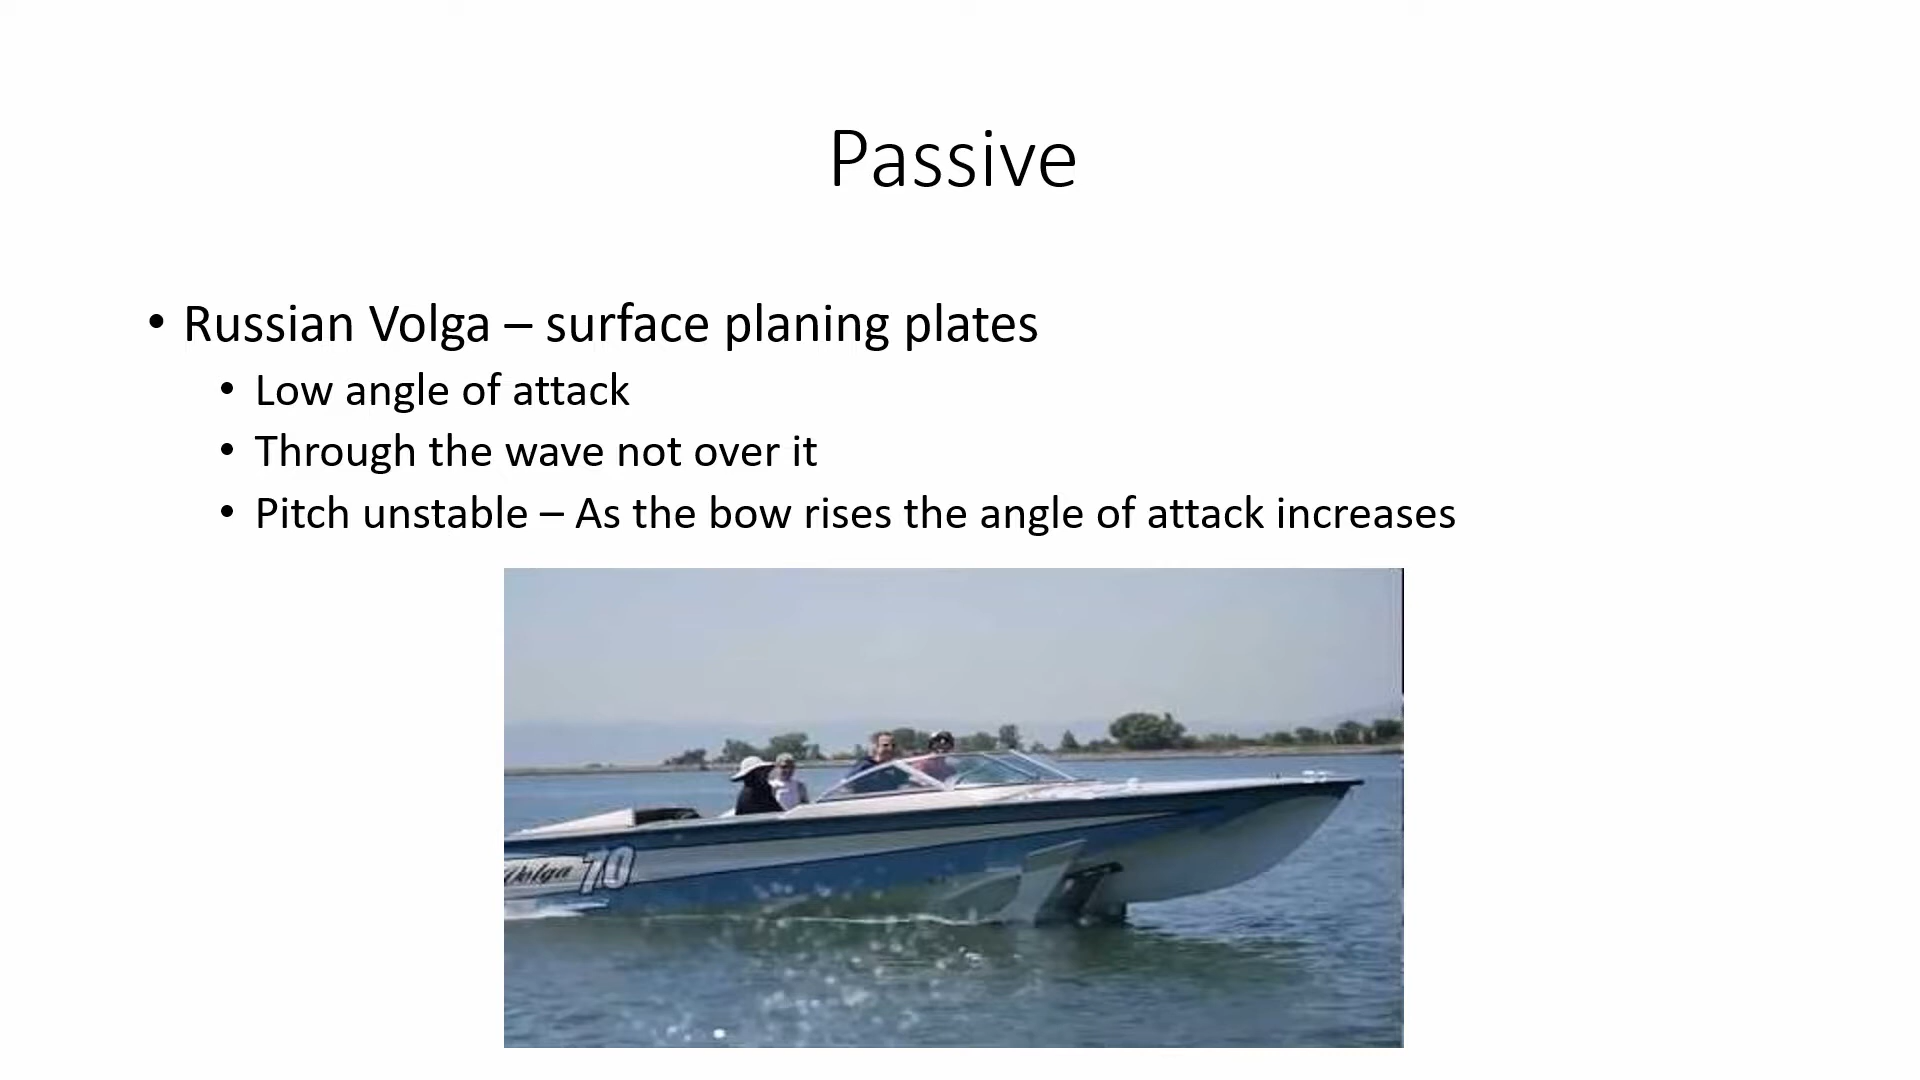 Passive
• Russian Volga – surface planing plates
• Low angle of attack
• Through the wave not over it
• Pitch unstable – As the bow rises the angle of attack increases
Volga 70